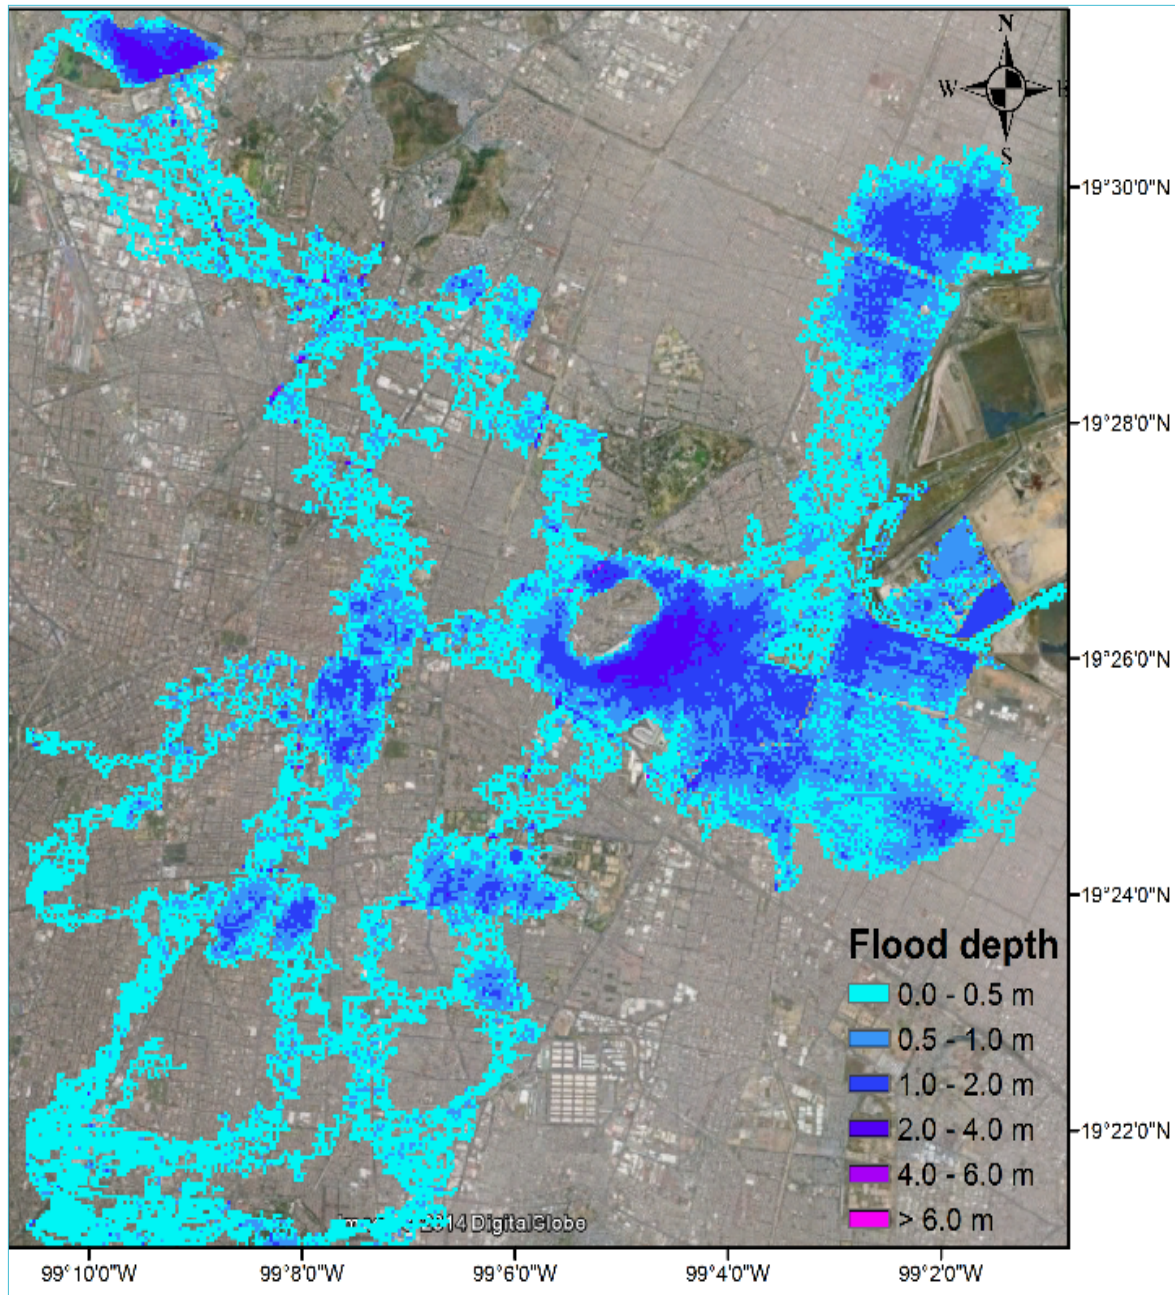 N
W
S
19°30'0"N
19°28'0"N
19°26'0"N
19°24'0"N
19°22'0"N
Flood depth
0.0 - 0.5 m
0.5 - 1.0 m
1.0 - 2.0 m
2.0 - 4.0 m
4.0 - 6.0 m
> 6.0 m
2014 DigitalGlobe
99°10'0"W 99°8'0"W 99°6'0"W 99°4'0"W 99°2'0"W